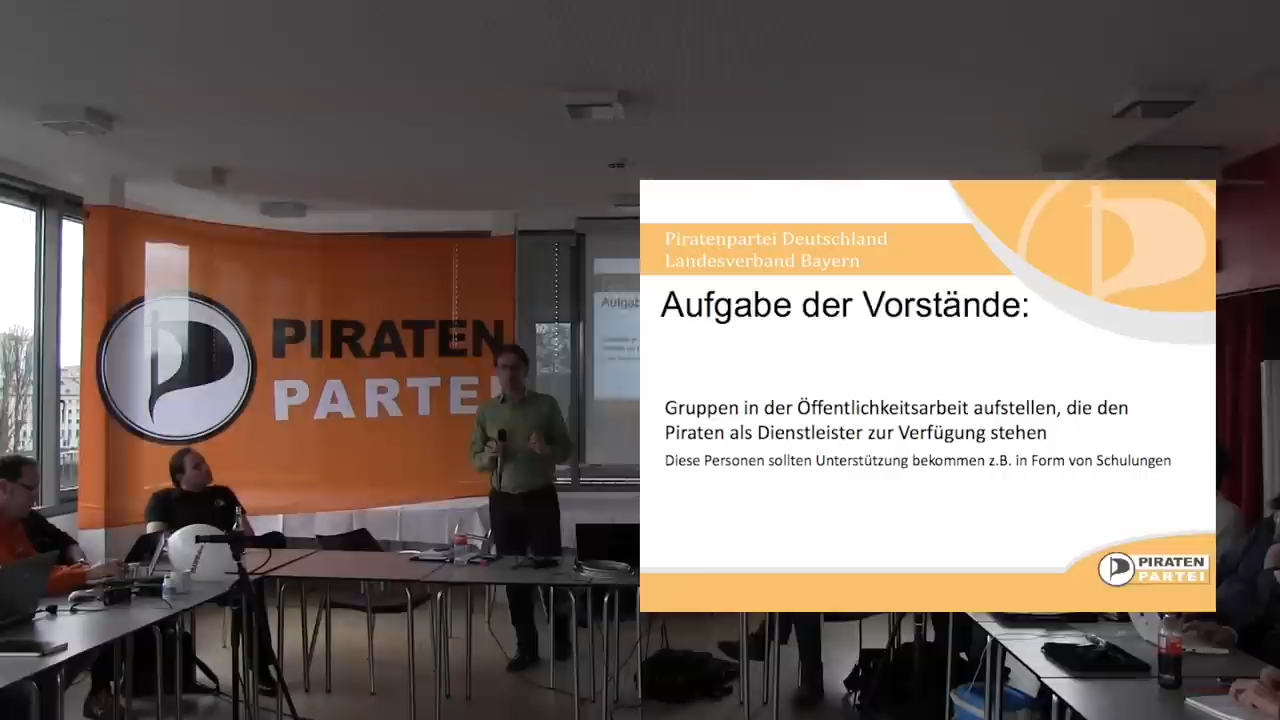 PIRATEN
PARTEI
Aufgab
Piratenpartei Deutschland
Landesverband Bayern
Aufgabe der Vorstände:
Gruppen in der Öffentlichkeitsarbeit aufstellen, die den
Piraten als Dienstleister zur Verfügung stehen
Diese Personen sollten Unterstützung bekommen z.B. in Form von Schulungen
PIRATEN
PARTEI